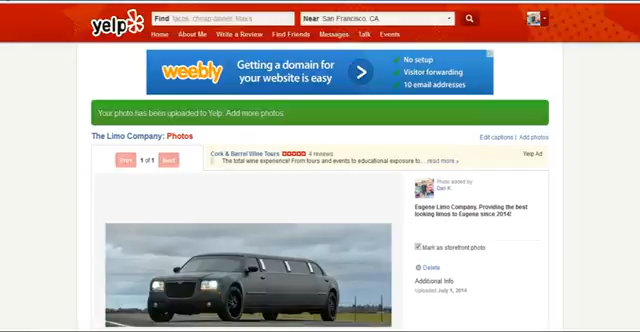 yelp
Find tacos, cheap dinner, Max's
Near San Francisco, CA
Home About Me Write a Review Find Friends Messages Talk Events
weebly
Getting a domain for
your website is easy
No setup
Visitor forwarding
10 email addresses
Your photo has been uploaded to Yelp. Add more photos.
The Limo Company: Photos
Edit captions | Add photos
Prev 1 of 1 Next
Cork & Barrel Wine Tours 4 reviews
Yelp Ad
The total wine experience! From tours and events to educational exposure to... read more »
Photo added by
Dan K.
Eugene Limo Company. Providing the best
looking limos to Eugene since 2014!
Mark as storefront photo
Delete
Additional Info
Uploaded July 1, 2014